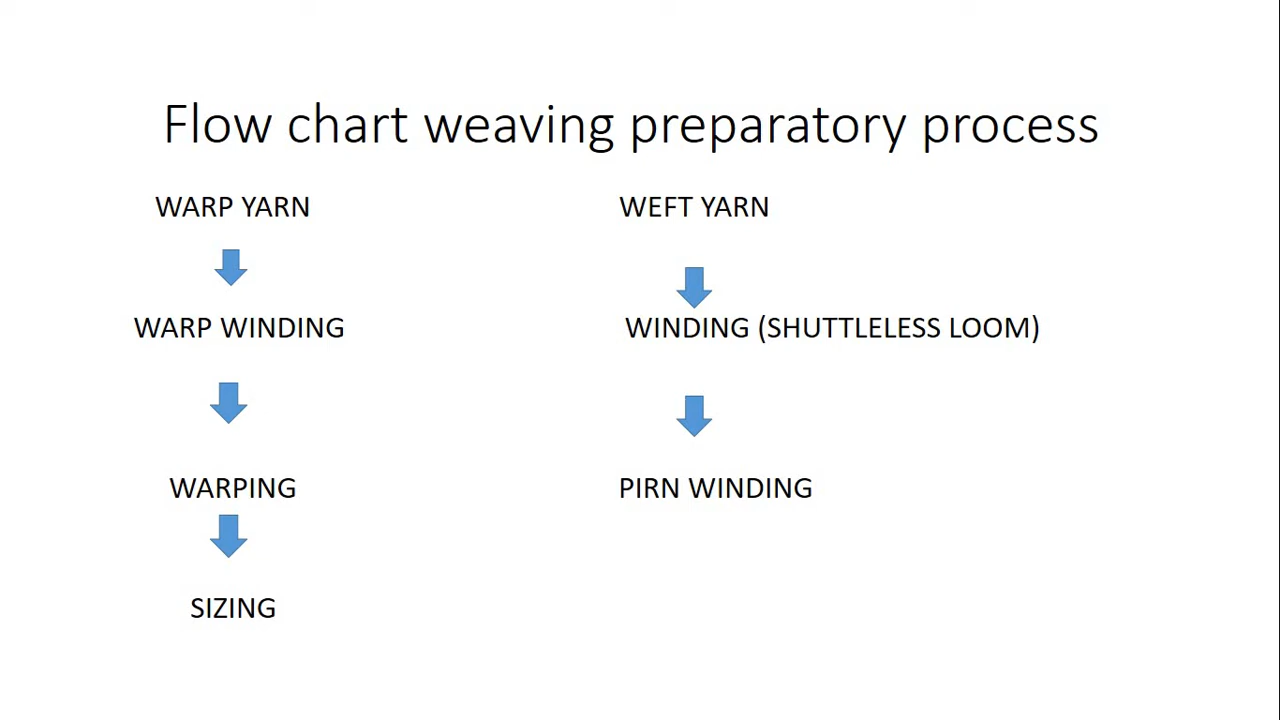 Flow chart weaving preparatory process
WARP YARN
WARP WINDING
WARPING
SIZING
WEFT YARN
WINDING (SHUTTLELESS LOOM)
PIRN WINDING